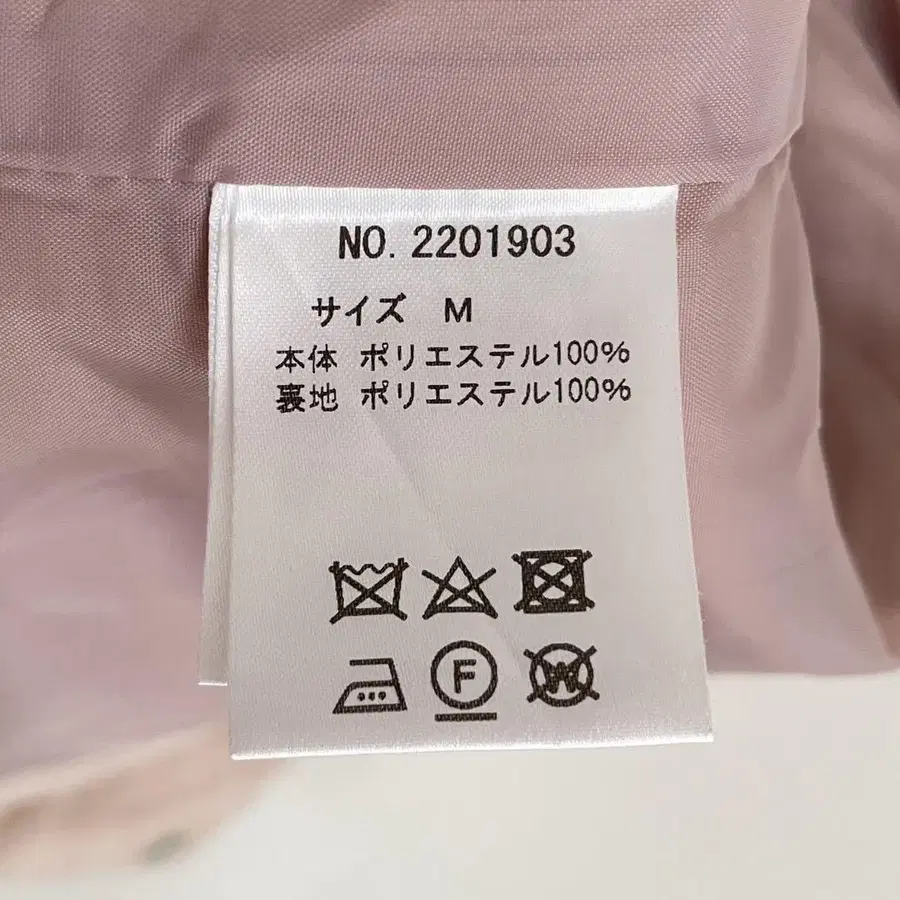 NO. 2201903
サイズ M
本体 ポリエステル100%
裏地 ポリエステル100%
F
W